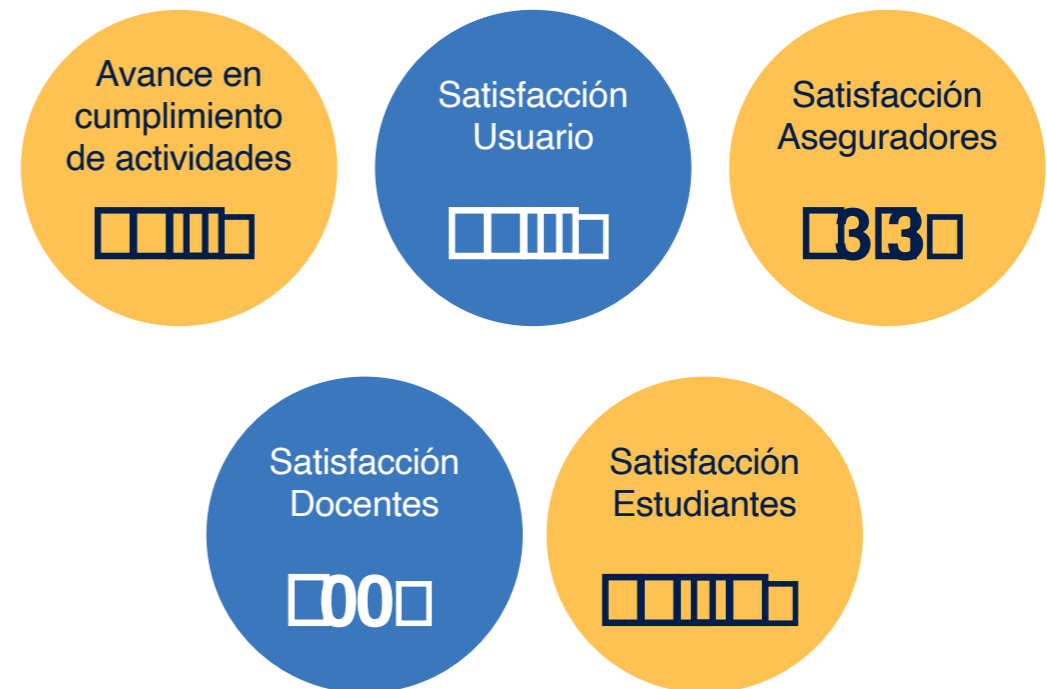 Avance en
cumplimiento
de actividades
Satisfacción
Usuario
Satisfacción
Aseguradores
Satisfacción
Docentes
Satisfacción
Estudiantes